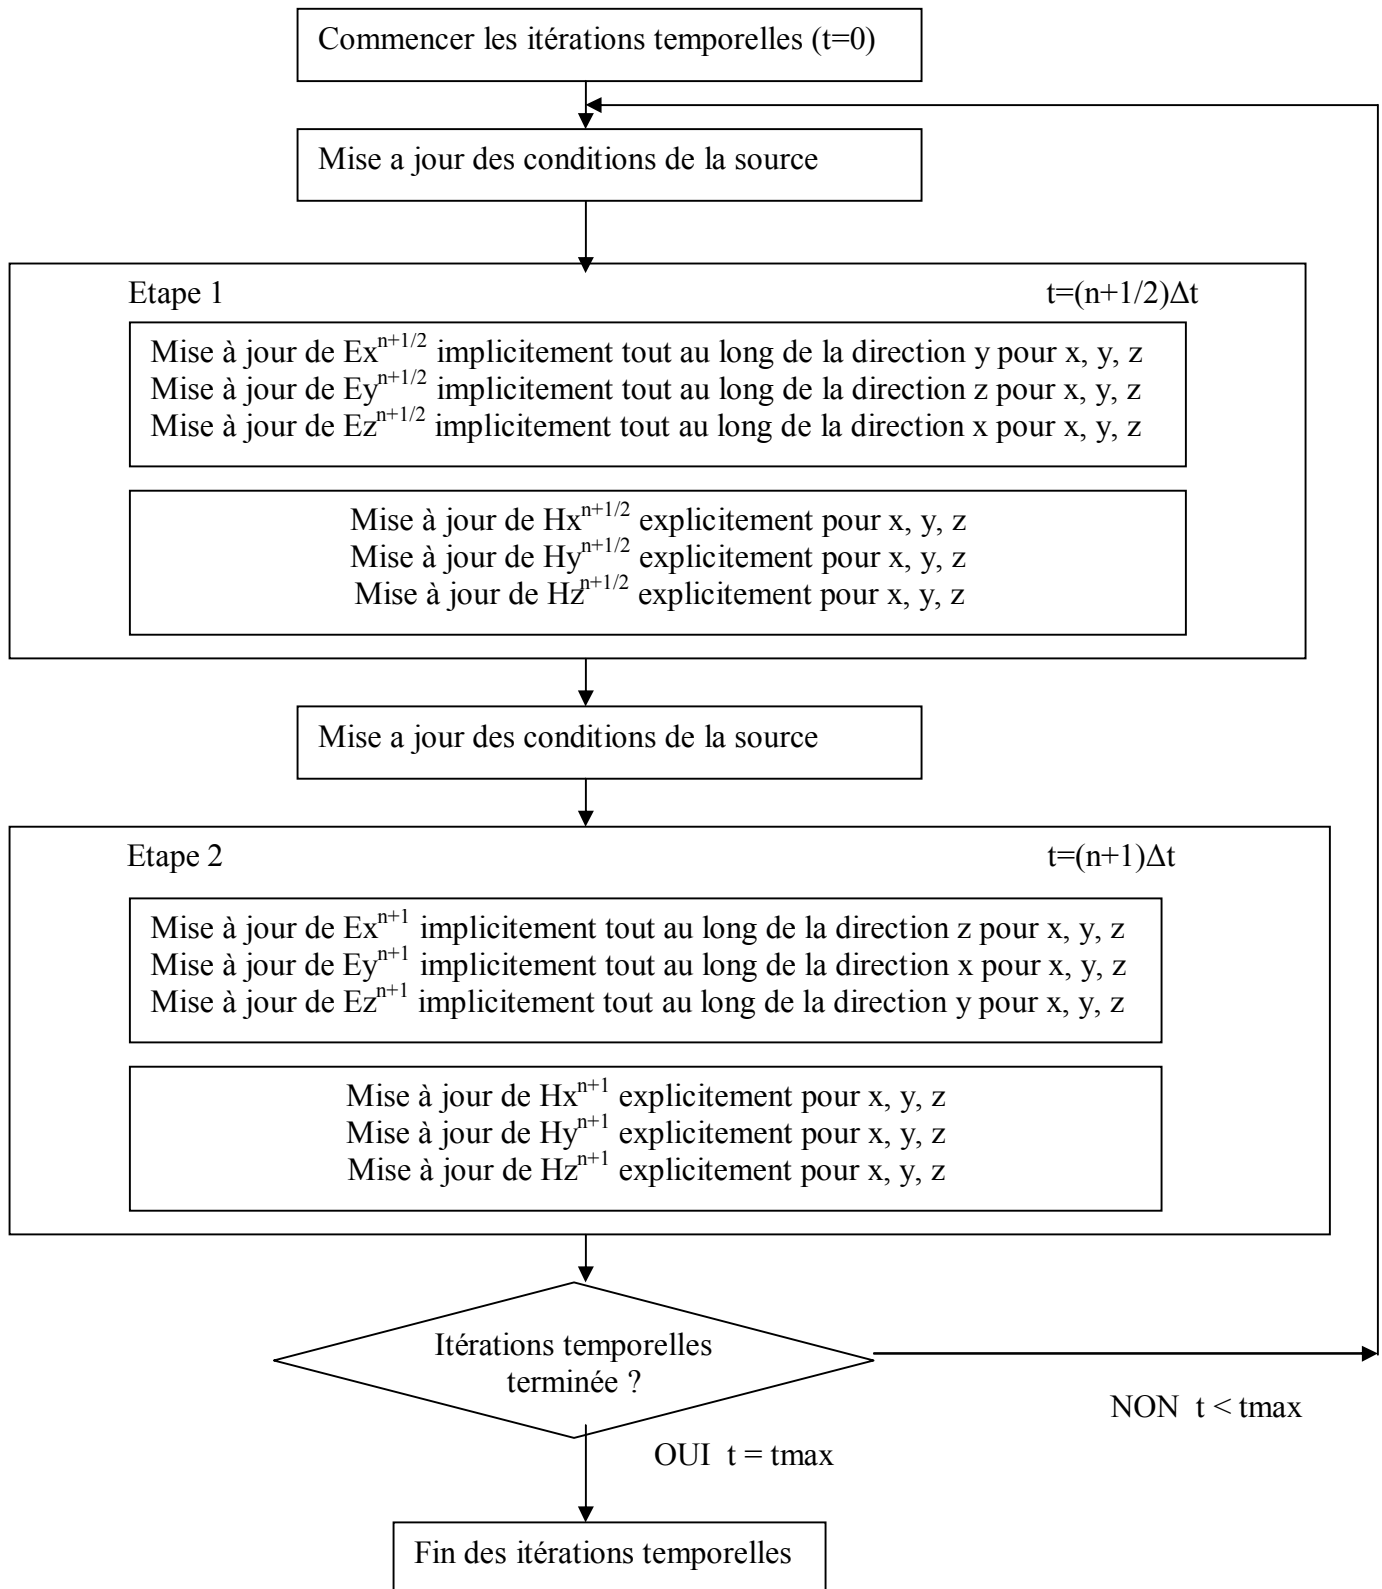 Commencer les itérations temporelles (t=0)
Mise a jour des conditions de la source
Etape 1 t=(n+1/2)Δt
Mise à jour de Ex^{n+1/2} implicitement tout au long de la direction y pour x, y, z
Mise à jour de Ey^{n+1/2} implicitement tout au long de la direction z pour x, y, z
Mise à jour de Ez^{n+1/2} implicitement tout au long de la direction x pour x, y, z
Mise à jour de Hx^{n+1/2} explicitement pour x, y, z
Mise à jour de Hy^{n+1/2} explicitement pour x, y, z
Mise à jour de Hz^{n+1/2} explicitement pour x, y, z
Mise a jour des conditions de la source
Etape 2 t=(n+1)Δt
Mise à jour de Ex^{n+1} implicitement tout au long de la direction z pour x, y, z
Mise à jour de Ey^{n+1} implicitement tout au long de la direction x pour x, y, z
Mise à jour de Ez^{n+1} implicitement tout au long de la direction y pour x, y, z
Mise à jour de Hx^{n+1} explicitement pour x, y, z
Mise à jour de Hy^{n+1} explicitement pour x, y, z
Mise à jour de Hz^{n+1} explicitement pour x, y, z
Itérations temporelles
terminée ?
NON t < tmax
OUI t = tmax
Fin des itérations temporelles